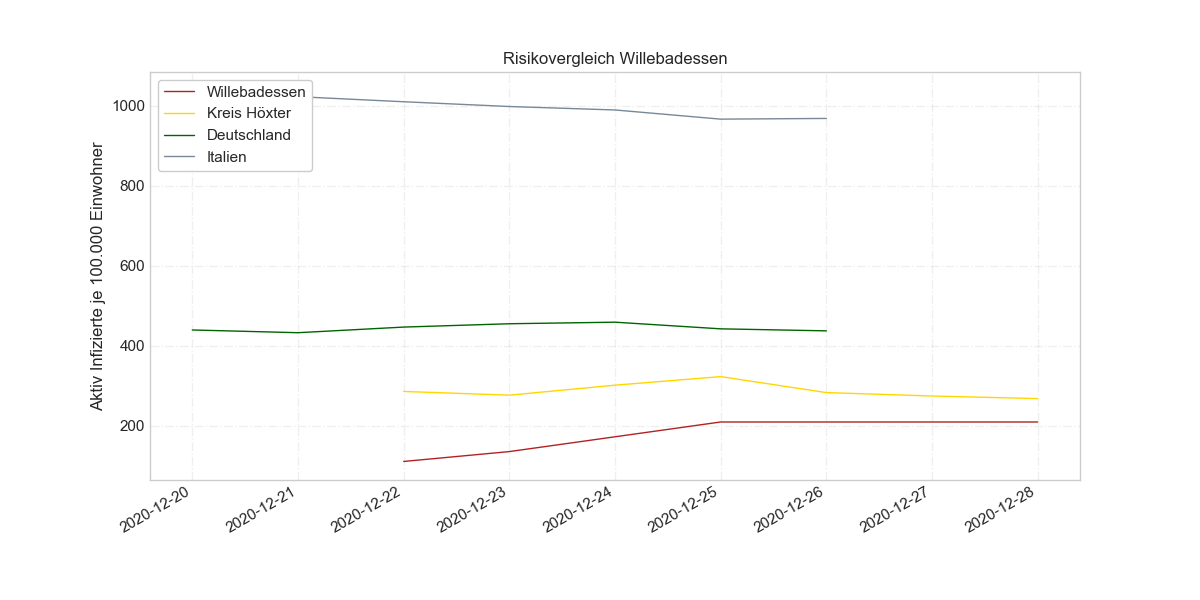 Risikovergleich Willebadessen
Aktiv Infizierte je 100.000 Einwohner
1000
800
600
400
200
Willebadessen
Kreis Höxter
Deutschland
Italien
2020-12-20
2020-12-21
2020-12-22
2020-12-23
2020-12-24
2020-12-25
2020-12-26
2020-12-27
2020-12-28